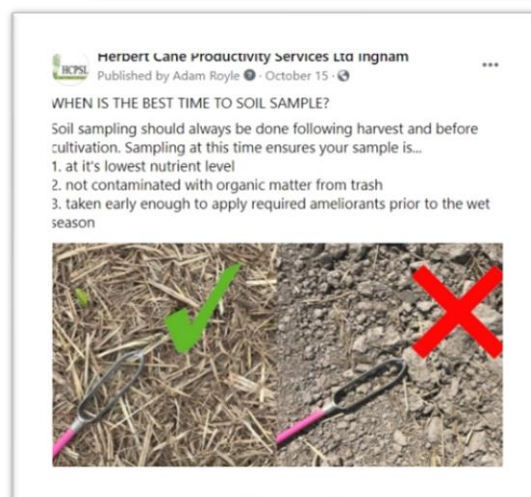 Herbert Cane Productivity Services Ltd Ingham
HCPSL
Published by Adam Royle · October 15 ·
WHEN IS THE BEST TIME TO SOIL SAMPLE?
Soil sampling should always be done following harvest and before
cultivation. Sampling at this time ensures your sample is...
1. at it's lowest nutrient level
2. not contaminated with organic matter from trash
3. taken early enough to apply required ameliorants prior to the wet
season